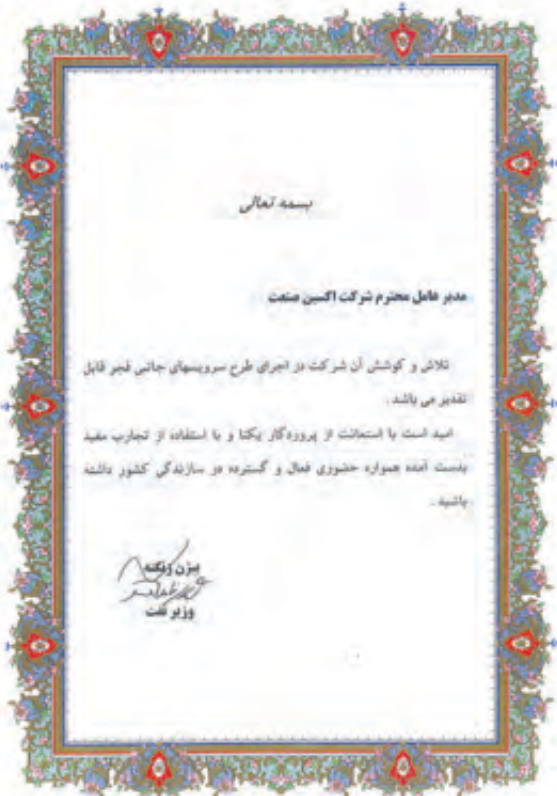 بسمه تعالی
مدیر عامل محترم شرکت اکسین صنعت
تلاش و کوشش آن شرکت در اجرای طرح سرویسهای جانبی فجر قابل
تقدیر می باشد .
امید است با استعانت از پروردگار یکتا و با استفاده از تجارب مفید
بدست آمده همواره حضوری فعال و گسترده در سازندگی کشور داشته
باشید .
بیژن زنگنه
وزیر نفت